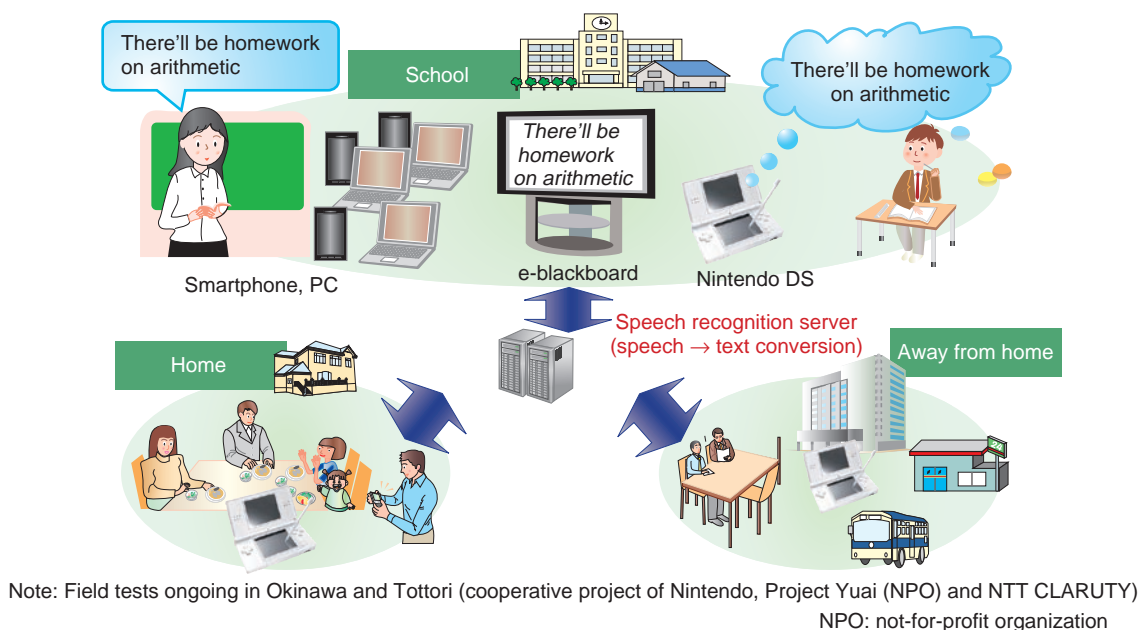 There'll be homework
on arithmetic
School
There'll be homework
on arithmetic
There'll be
homework
on arithmetic
Smartphone, PC
e-blackboard
Nintendo DS
Speech recognition server
(speech → text conversion)
Home
Away from home
Note: Field tests ongoing in Okinawa and Tottori (cooperative project of Nintendo, Project Yuai (NPO) and NTT CLARUTY)
NPO: not-for-profit organization